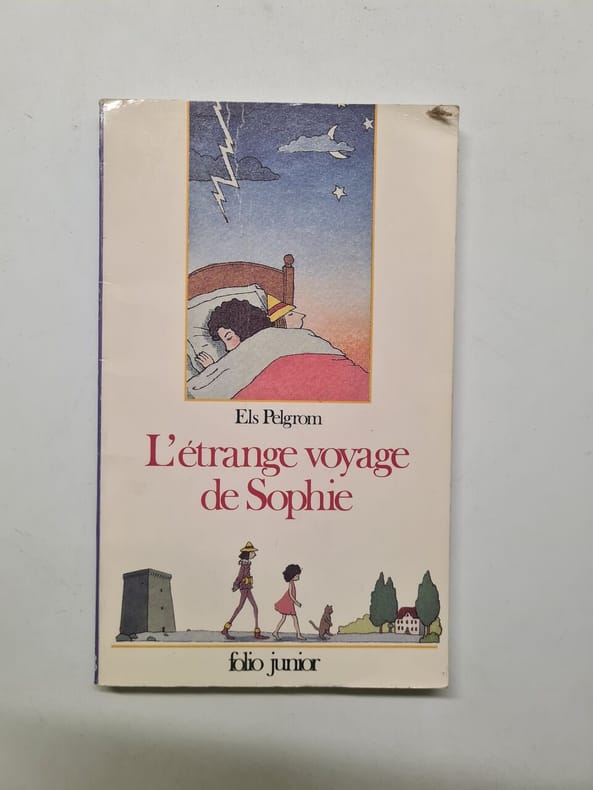 Els Pelgrom
L'étrange voyage
de Sophie
folio junior